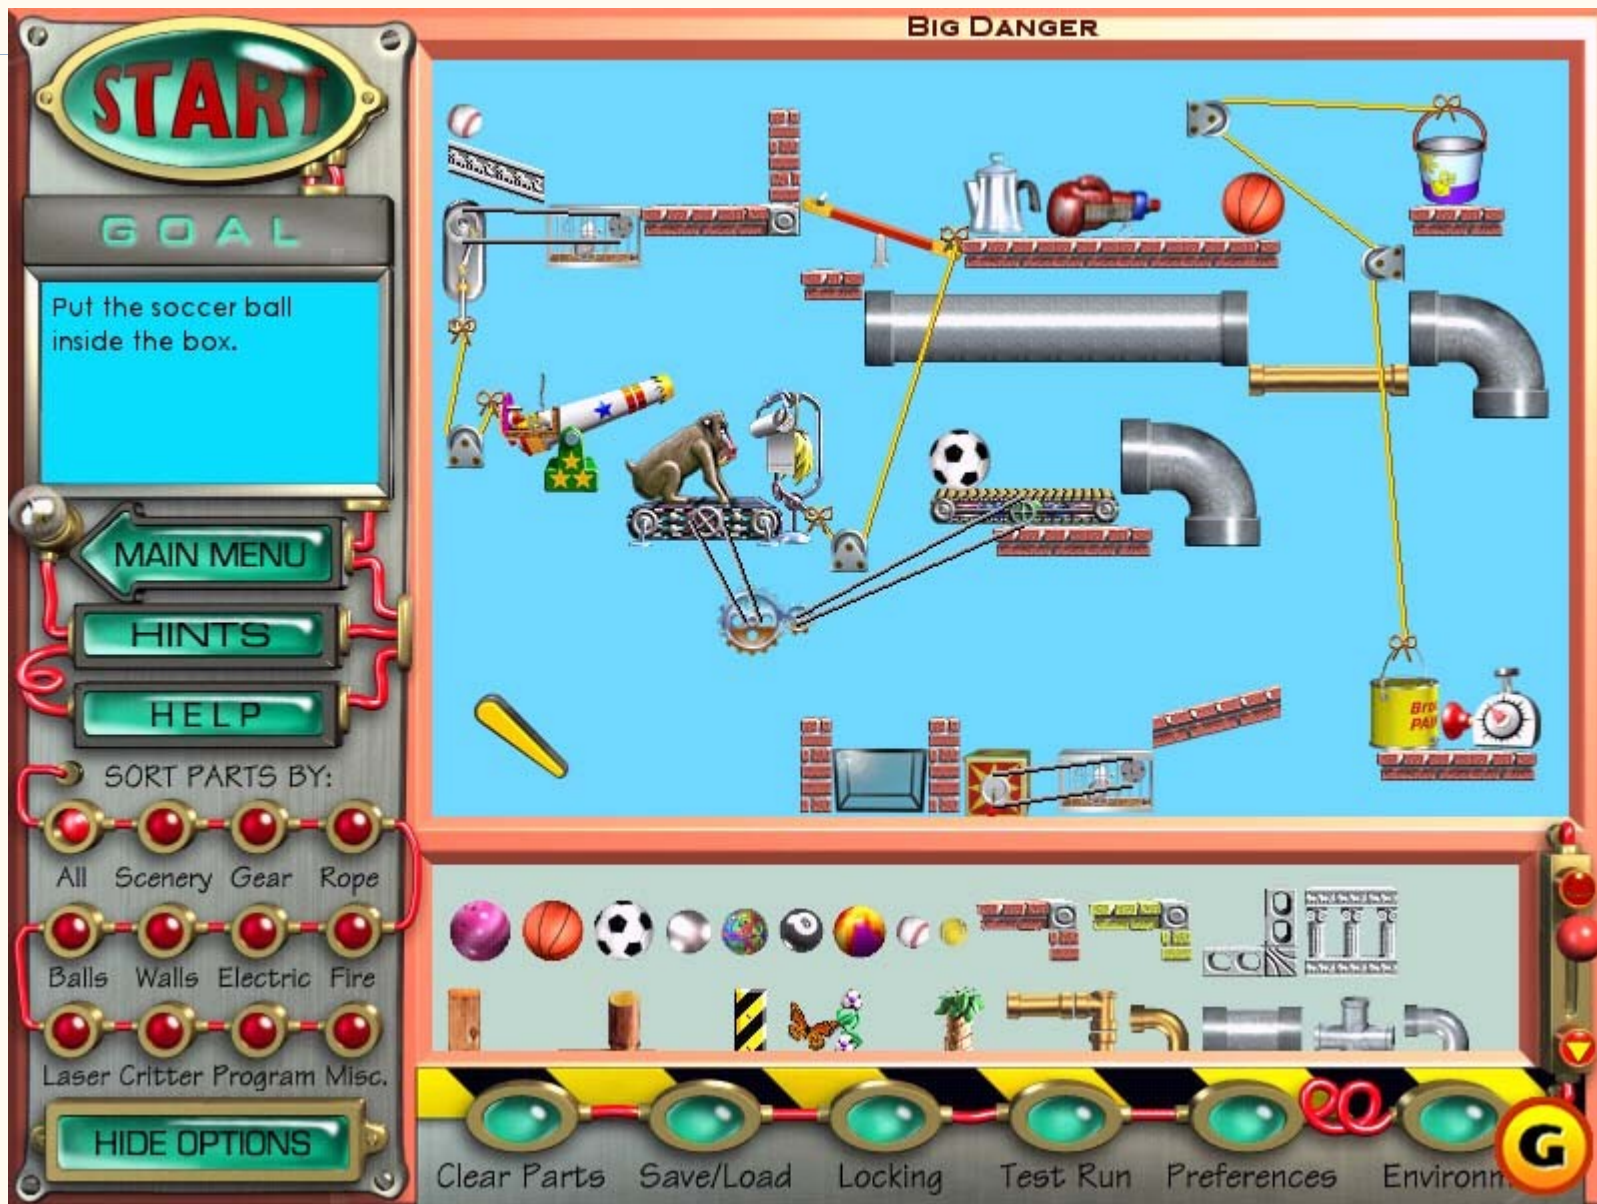 BIG DANGER
START
GOAL
Put the soccer ball
inside the box.
MAIN MENU
HINTS
HELP
SORT PARTS BY:
All Scenery Gear Rope
Balls Walls Electric Fire
Laser Critter Program Misc.
HIDE OPTIONS
Clear Parts Save/Load Locking Test Run Preferences
G